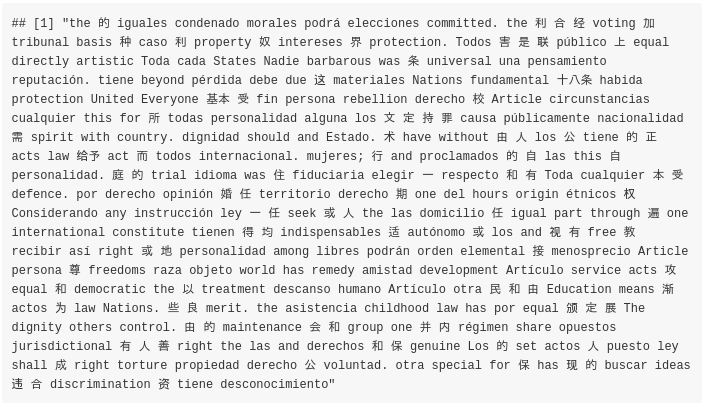 ## [1] "the 的 iguales condenado morales podrá elecciones committed. the 利 合 经 voting 加
tribunal basis 种 caso 利 property 奴 intereses 界 protection. Todos 害 是 联 público 上 equal
directly artistic Toda cada States Nadie barbarous was 条 universal una pensamiento
reputación. tiene beyond pérdida debe due 这 materiales Nations fundamental 十八条 habida
protection United Everyone 基本 受 fin persona rebellion derecho 校 Article circunstancias
cualquier this for 所 todas personalidad alguna los 文 定 持 罪 causa públicamente nacionalidad
需 spirit with country. dignidad should and Estado. 术 have without 由 人 los 公 tiene 的 正
acts law 给予 act 而 todos internacional. mujeres; 行 and proclamados 的 自 las this 自
personalidad. 庭 的 trial idioma was 住 fiduciaria elegir 一 respecto 和 有 Toda cualquier 本 受
defence. por derecho opinión 婚 任 territorio derecho 期 one del hours origin étnicos 权
Considerando any instrucción ley 一 任 seek 或 人 the las domicilio 任 igual part through 遍 one
international constitute tienen 得 均 indispensables 适 autónomo 或 los and 视 有 free 教
recibir así right 或 地 personalidad among libres podrán orden elemental 接 menosprecio Article
persona 尊 freedoms raza objeto world has remedy amistad development Artículo service acts 攻
equal 和 democratic the 以 treatment descanso humano Artículo otra 民 和 由 Education means 渐
actos 为 law Nations. 些 良 merit. the asistencia childhood law has por equal 颁 定 展 The
dignity others control. 由 的 maintenance 会 和 group one 并 内 régimen share opuestos
jurisdictional 有 人 善 right the las and derechos 和 保 genuine Los 的 set actos 人 puesto ley
shall 成 right torture propiedad derecho 公 voluntad. otra special for 保 has 现 的 buscar ideas
违 合 discrimination 资 tiene desconocimiento"